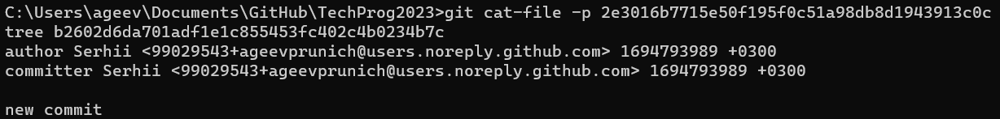 C:\Users\ageev\Documents\GitHub\TechProg2023>git cat-file -p 2e3016b7715e50f195f0c51a98db8d1943913c0c
tree b2602d6da701adf1e1c855453fc402c4b0234b7c
author Serhii <99029543+ageevprunich@users.noreply.github.com> 1694793989 +0300
committer Serhii <99029543+ageevprunich@users.noreply.github.com> 1694793989 +0300
new commit